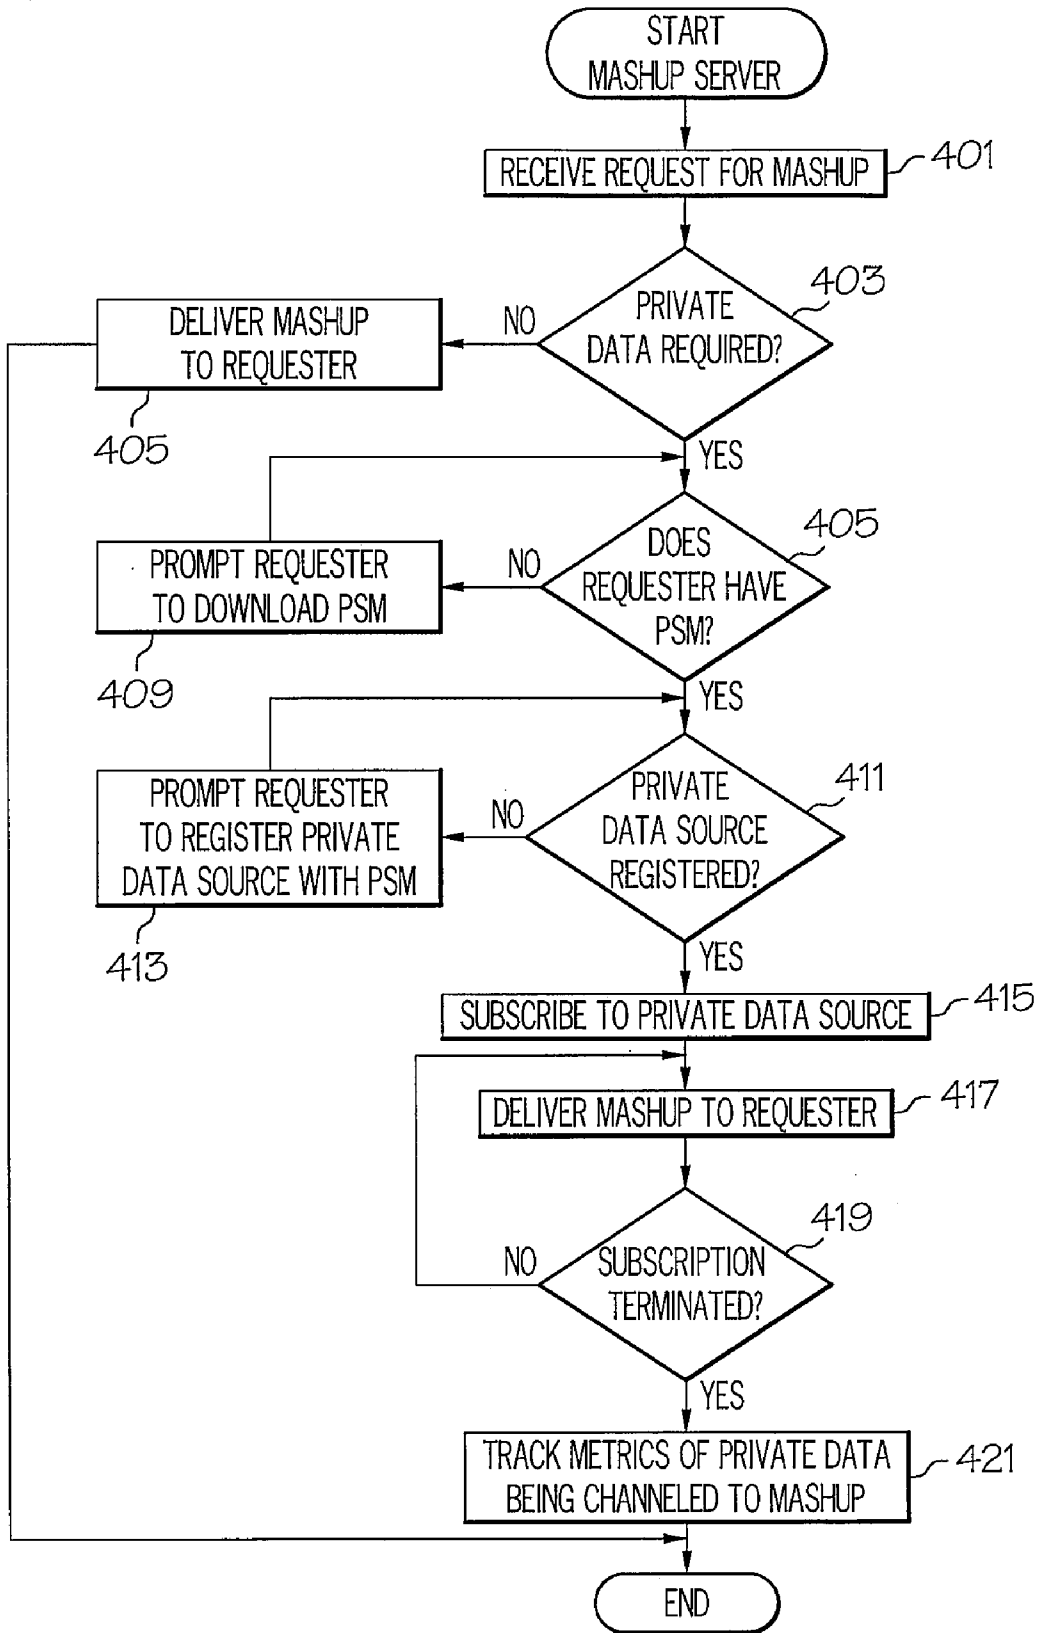 START
MASHUP SERVER
RECEIVE REQUEST FOR MASHUP
401
PRIVATE
DATA REQUIRED?
403
NO
DELIVER MASHUP
TO REQUESTER
405
YES
DOES
REQUESTER HAVE
PSM?
405
NO
PROMPT REQUESTER
TO DOWNLOAD PSM
409
YES
PRIVATE
DATA SOURCE
REGISTERED?
411
NO
PROMPT REQUESTER
TO REGISTER PRIVATE
DATA SOURCE WITH PSM
413
YES
SUBSCRIBE TO PRIVATE DATA SOURCE
415
DELIVER MASHUP TO REQUESTER
417
SUBSCRIPTION
TERMINATED?
419
NO
YES
TRACK METRICS OF PRIVATE DATA
BEING CHANNELED TO MASHUP
421
END